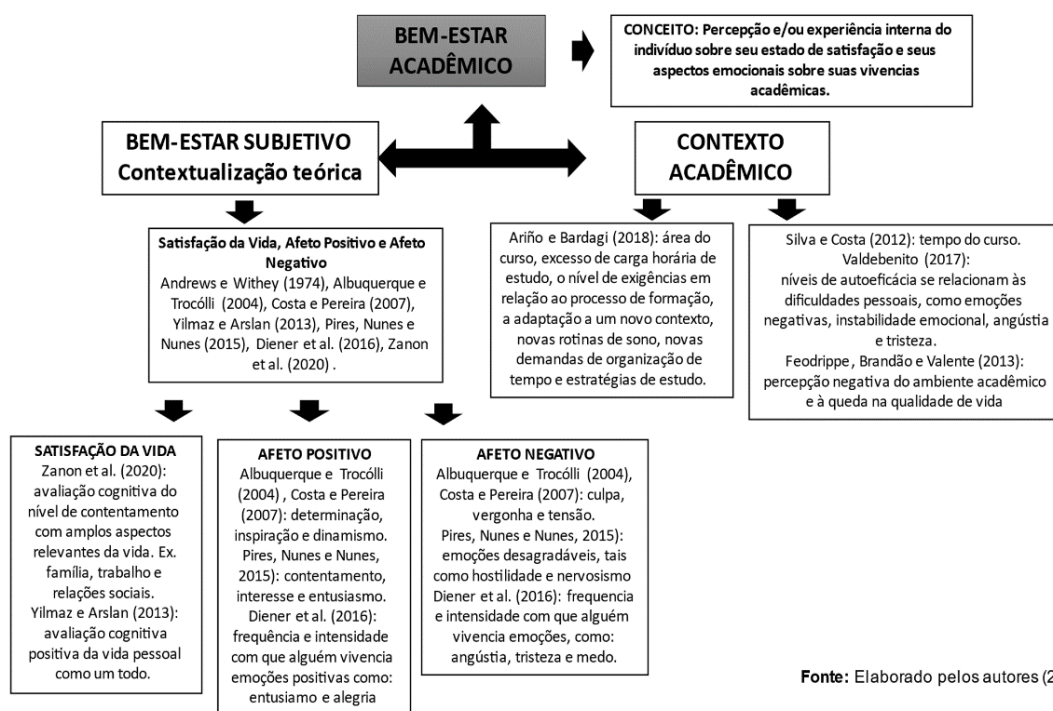 BEM-ESTAR
ACADÊMICO
CONCEITO: Percepção e/ou experiência interna do
indivíduo sobre seu estado de satisfação e seus
aspectos emocionais sobre suas vivencias
acadêmicas.
BEM-ESTAR SUBJETIVO
Contextualização teórica
CONTEXTO
ACADÊMICO
Satisfação da Vida, Afeto Positivo e Afeto
Negativo
Andrews e Withey (1974), Albuquerque e
Trocólli (2004), Costa e Pereira (2007),
Yilmaz e Arslan (2013), Pires, Nunes e
Nunes (2015), Diener et al. (2016), Zanon
et al. (2020) .
Ariño e Bardagi (2018): área do
curso, excesso de carga horária de
estudo, o nível de exigências em
relação ao processo de formação,
a adaptação a um novo contexto,
novas rotinas de sono, novas
demandas de organização de
tempo e estratégias de estudo.
Silva e Costa (2012): tempo do curso.
Valdebenito (2017):
níveis de autoeficácia se relacionam às
dificuldades pessoais, como emoções
negativas, instabilidade emocional, angústia
e tristeza.
Feodrippe, Brandão e Valente (2013):
percepção negativa do ambiente acadêmico
e à queda na qualidade de vida
SATISFAÇÃO DA VIDA
Zanon et al. (2020):
avaliação cognitiva do
nível de contentamento
com amplos aspectos
relevantes da vida. Ex.
família, trabalho e
relações sociais.
Yilmaz e Arslan (2013):
avaliação cognitiva
positiva da vida pessoal
como um todo.
AFETO POSITIVO
Albuquerque e Trocólli
(2004) , Costa e Pereira
(2007): determinação,
inspiração e dinamismo.
Pires, Nunes e Nunes,
2015): contentamento,
interesse e entusiasmo.
Diener et al. (2016):
frequência e intensidade
com que alguém vivencia
emoções positivas como:
entusiamo e alegria
AFETO NEGATIVO
Albuquerque e Trocólli (2004),
Costa e Pereira (2007): culpa,
vergonha e tensão.
Pires, Nunes e Nunes, 2015):
emoções desagradáveis, tais
como hostilidade e nervosismo
Diener et al. (2016): frequencia
e intensidade com que alguém
vivencia emoções, como:
angústia, tristeza e medo.
Fonte: Elaborado pelos autores (2